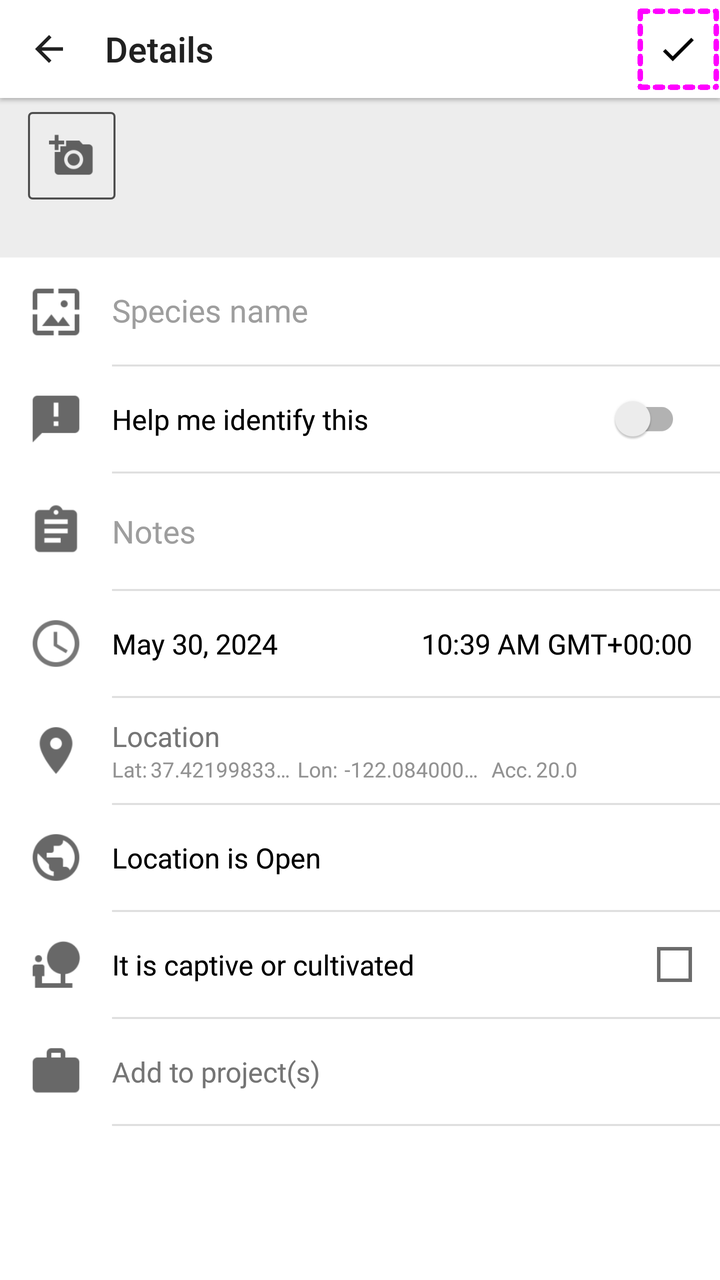 Details
Species name
Help me identify this
Notes
May 30, 2024 10:39 AM GMT+00:00
Location
Lat: 37.42199833... Lon: -122.084000... Acc. 20.0
Location is Open
It is captive or cultivated
Add to project(s)